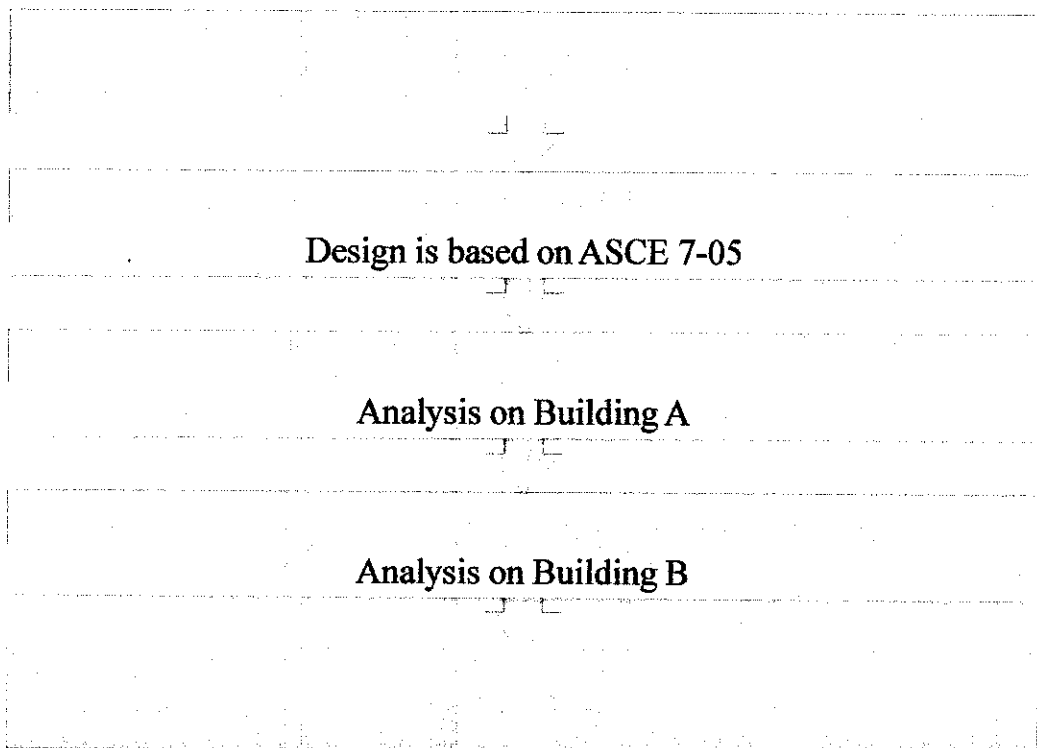 Design is based on ASCE 7-05
Analysis on Building A
Analysis on Building B